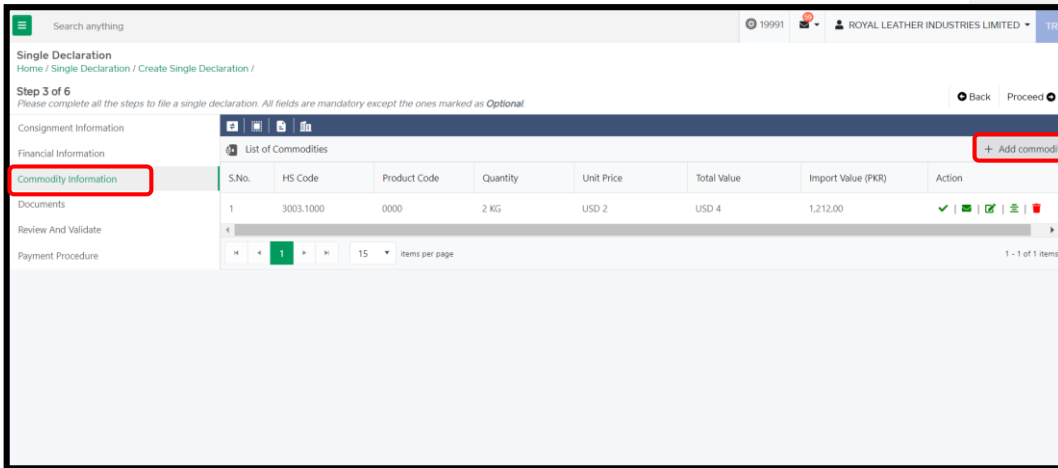 Search anything
19991
59
ROYAL LEATHER INDUSTRIES LIMITED
TR
Single Declaration
Home / Single Declaration / Create Single Declaration /
Step 3 of 6
Please complete all the steps to file a single declaration. All fields are mandatory except the ones marked as Optional.
Back Proceed
Consignment Information
Financial Information
Commodity Information
Documents
Review And Validate
Payment Procedure
List of Commodities
+ Add commodi
S.No. HS Code Product Code Quantity Unit Price Total Value Import Value (PKR) Action
1 3003.1000 0000 2 KG USD 2 USD 4 1,212.00
1 15 items per page 1 - 1 of 1 items